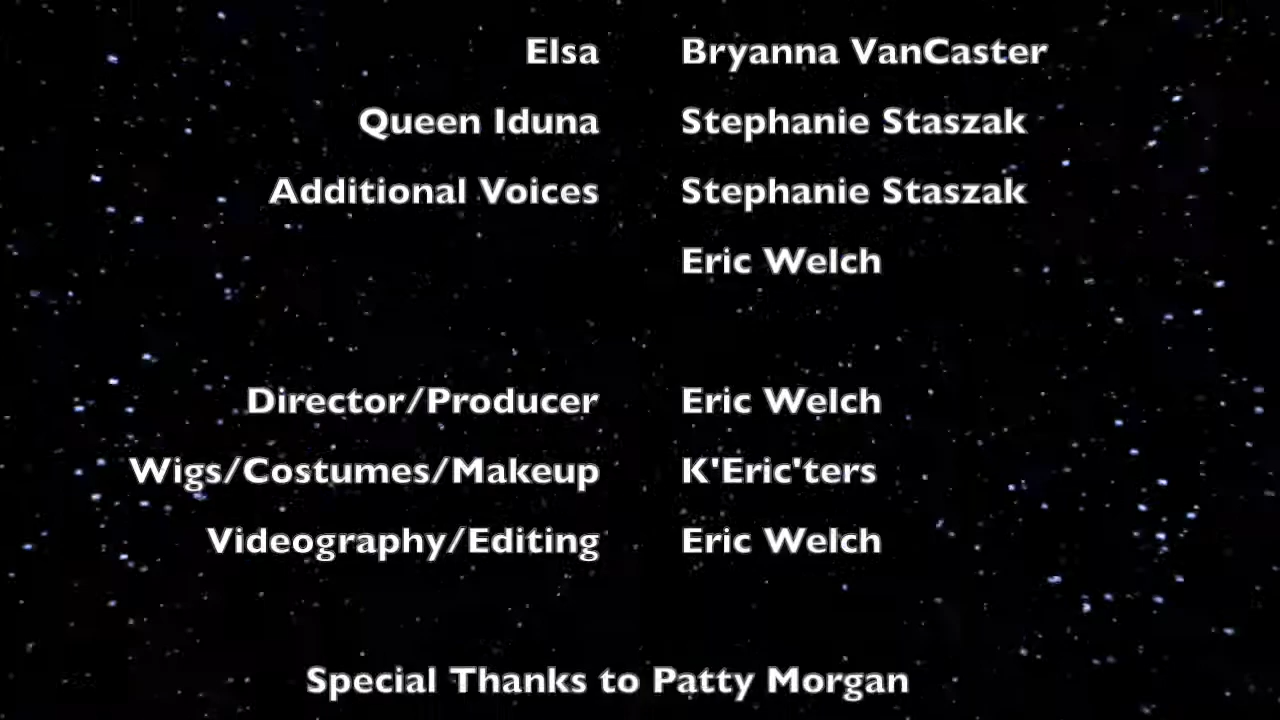 Elsa Bryanna VanCaster
Queen Iduna Stephanie Staszak
Additional Voices Stephanie Staszak
Eric Welch
Director/Producer Eric Welch
Wigs/Costumes/Makeup K'Eric'ters
Videography/Editing Eric Welch
Special Thanks to Patty Morgan